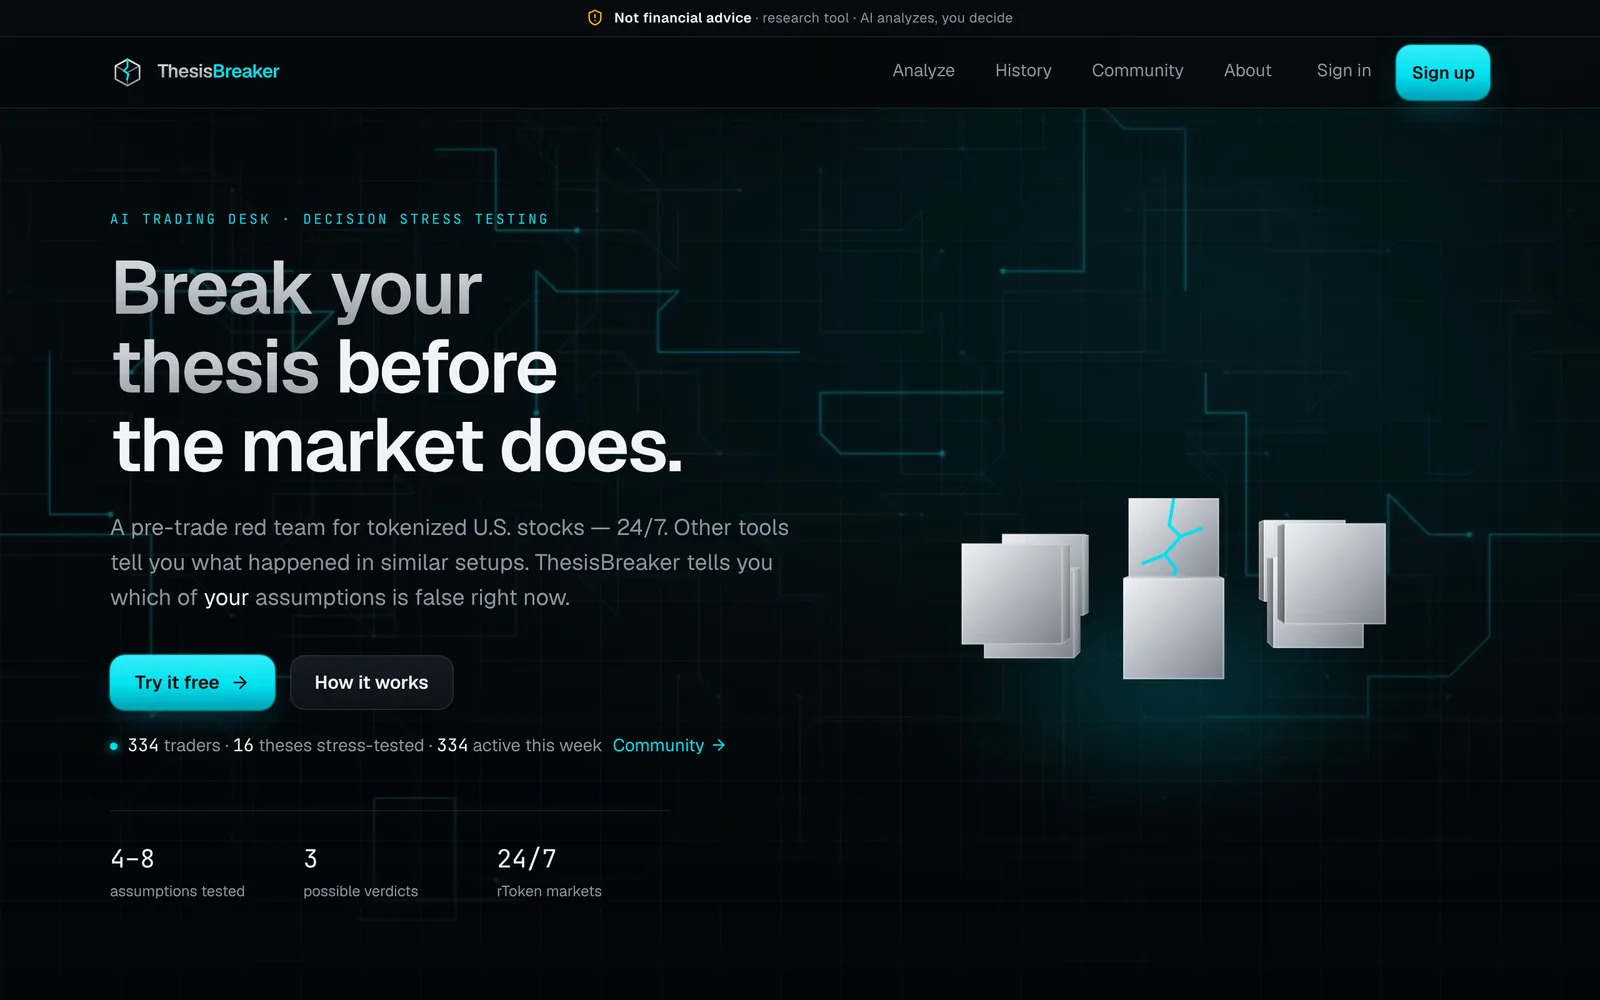 Not financial advice · research tool · AI analyzes, you decide
ThesisBreaker
Analyze
History
Community
About
Sign in
Sign up
AI TRADING DESK · DECISION STRESS TESTING
Break your
thesis before
the market does.
A pre-trade red team for tokenized U.S. stocks — 24/7. Other tools
tell you what happened in similar setups. ThesisBreaker tells you
which of your assumptions is false right now.
Try it free →
How it works
334 traders · 16 theses stress-tested · 334 active this week Community →
4–8
assumptions tested
3
possible verdicts
24/7
rToken markets